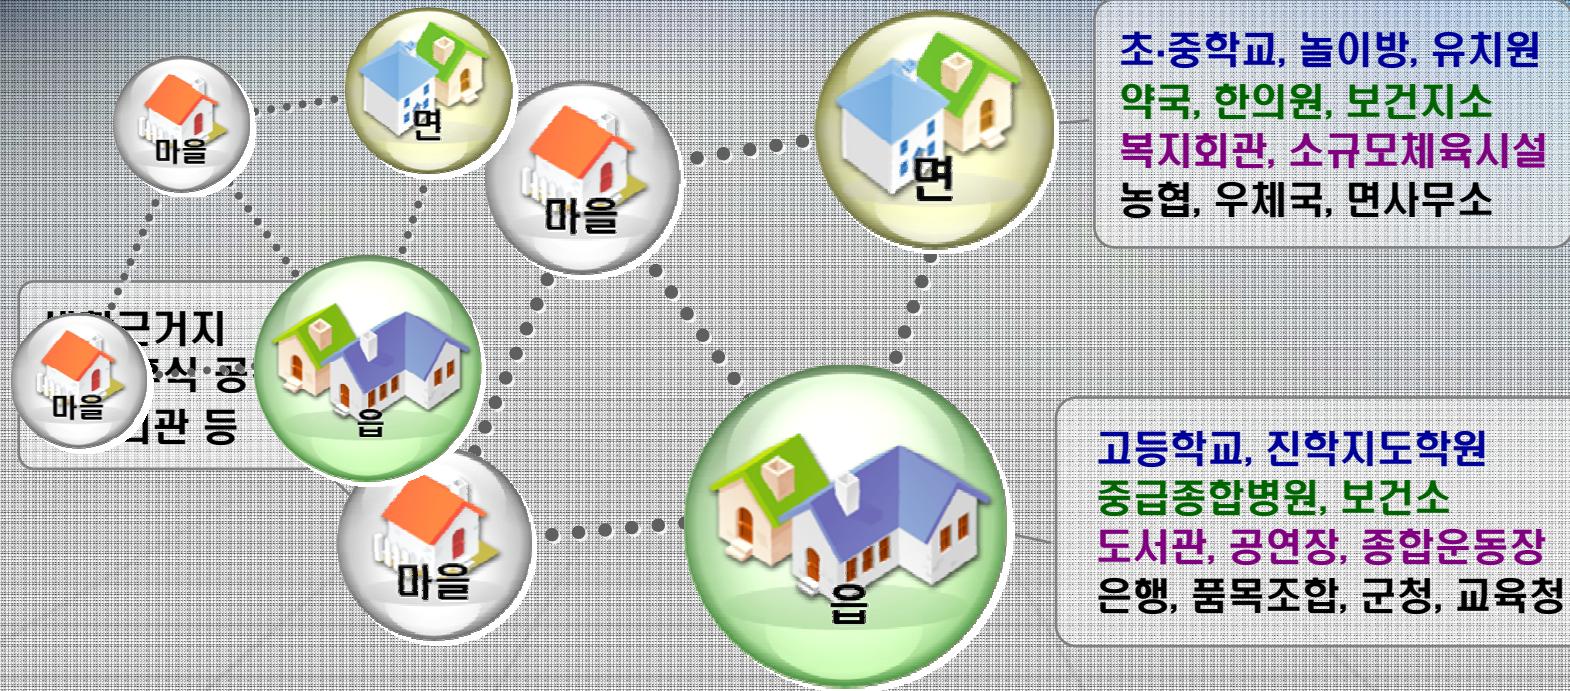 마을
면
마을
면
초·중학교, 놀이방, 유치원
약국, 한의원, 보건지소
복지회관, 소규모체육시설
농협, 우체국, 면사무소
마을
읍
관 등
마을
읍
고등학교, 진학지도학원
중급종합병원, 보건소
도서관, 공연장, 종합운동장
은행, 품목조합, 군청, 교육청